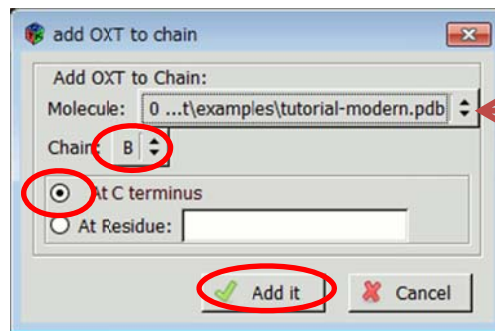 add OXT to chain
Add OXT to Chain:
Molecule: 0 ...t\examples\tutorial-modern.pdb
Chain: B
At C terminus
At Residue:
Add it Cancel